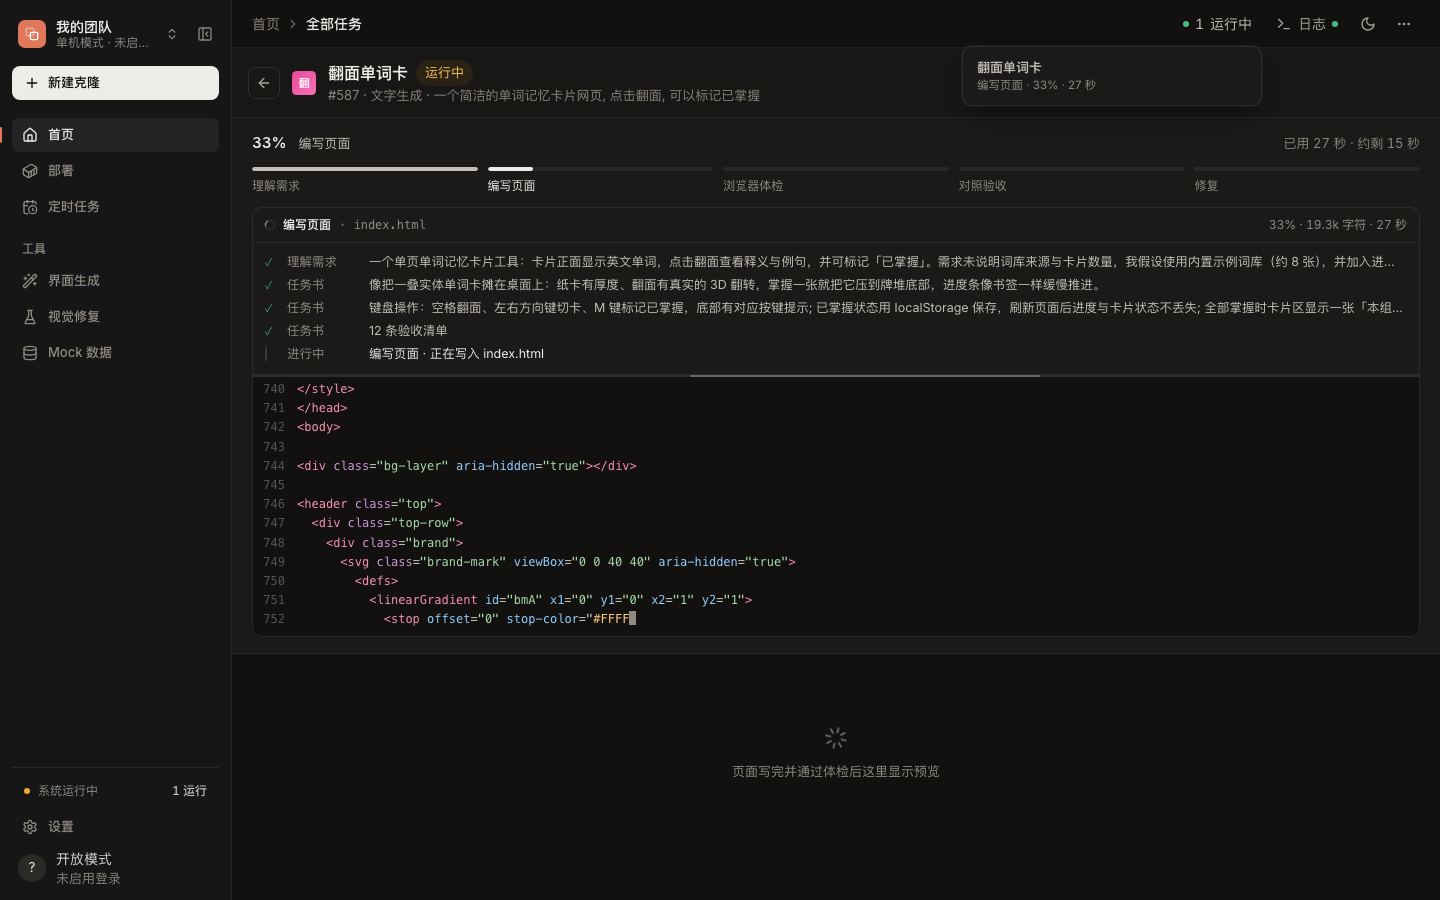 我的团队
单机模式 · 未启...
新建克隆
首页
部署
定时任务
工具
界面生成
视觉修复
Mock 数据
系统运行中
1 运行
设置
?
开放模式
未启用登录
首页
全部任务
1 运行中
日志
翻面单词卡
编写页面 · 33% · 27 秒
翻
翻面单词卡
运行中
#587 · 文字生成 · 一个简洁的单词记忆卡片网页, 点击翻面, 可以标记已掌握
33%
编写页面
已用 27 秒 · 约剩 15 秒
理解需求
编写页面
浏览器体检
对照验收
修复
编写页面 · index.html
33% · 19.3k 字符 · 27 秒
理解需求
一个单页单词记忆卡片工具：卡片正面显示英文单词，点击翻面查看释义与例句，并可标记「已掌握」。需求未说明词库来源与卡片数量，我假设使用内置示例词库（约 8 张），并加入进...
任务书
像把一叠实体单词卡摊在桌面上：纸卡有厚度、翻面有真实的 3D 翻转，掌握一张就把它压到牌堆底部，进度条像书签一样缓慢推进。
任务书
键盘操作：空格翻面、左右方向键切卡、M 键标记已掌握，底部有对应按键提示; 已掌握状态用 localStorage 保存，刷新页面后进度与卡片状态不丢失; 全部掌握时卡片区显示一张「本组...
任务书
12 条验收清单
进行中
编写页面 · 正在写入 index.html
740 </style>
741 </head>
742 <body>
743
744 <div class="bg-layer" aria-hidden="true"></div>
745
746 <header class="top">
747 <div class="top-row">
748 <div class="brand">
749 <svg class="brand-mark" viewBox="0 0 40 40" aria-hidden="true">
750 <defs>
751 <linearGradient id="bmA" x1="0" y1="0" x2="1" y2="1">
752 <stop offset="0" stop-color="#FFFF
页面写完并通过体检后这里显示预览